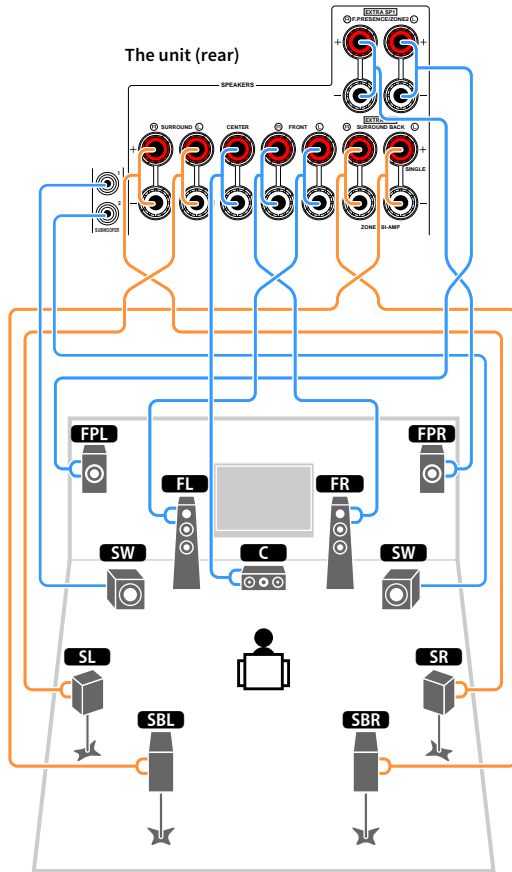 EXTRA SP1
R F.PRESENCE/ZONE2 L
The unit (rear)
SPEAKERS
+
−
EXTRA
R SURROUND L
CENTER
R FRONT L
R SURROUND BACK L
+
SINGLE
−
1
2
SUBWOOFER
ZONE
BI-AMP
FPL
FPR
FL
FR
SW
C
SW
SL
SR
SBL
SBR